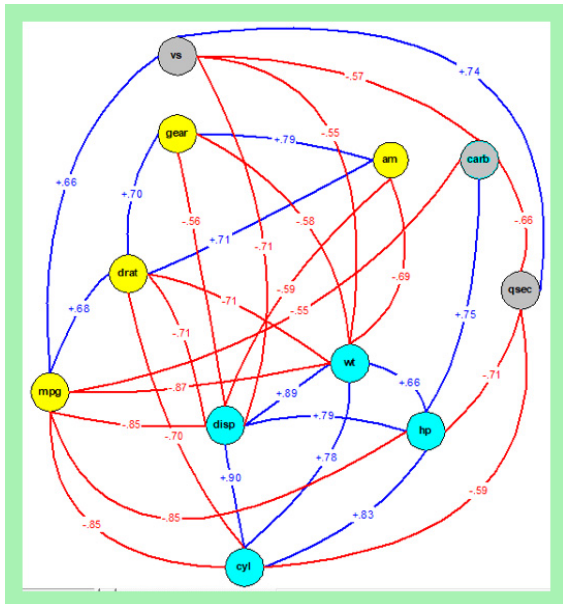 vs
+.74
-.57
-.55
gear
+.79
am
carb
+.66
+.70
-.56
-.58
-.66
+.71
-.71
-.59
-.69
drat
qsec
+.68
-.71
-.55
+.75
-.71
wt
mpg
-.87
+.89
+.66
-.71
-.85
disp
+.79
hp
-.70
+.78
+.90
-.85
+.83
-.59
-.85
cyl